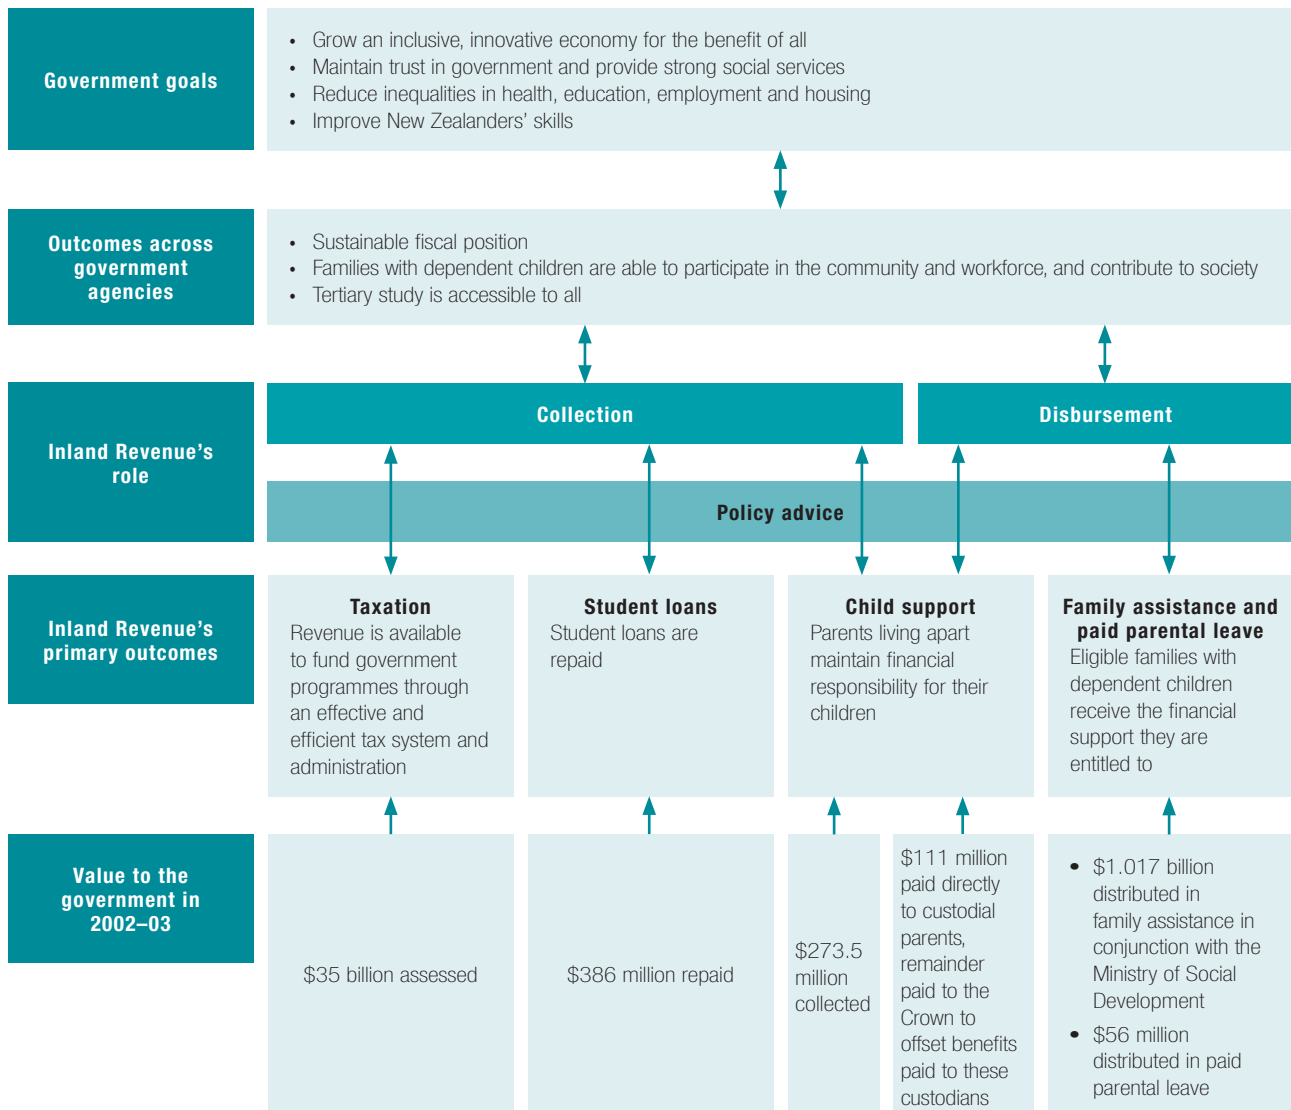 Government goals
• Grow an inclusive, innovative economy for the benefit of all
• Maintain trust in government and provide strong social services
• Reduce inequalities in health, education, employment and housing
• Improve New Zealanders’ skills
Outcomes across
government
agencies
• Sustainable fiscal position
• Families with dependent children are able to participate in the community and workforce, and contribute to society
• Tertiary study is accessible to all
Inland Revenue’s
role
Collection
Disbursement
Policy advice
Inland Revenue’s
primary outcomes
Taxation
Revenue is available
to fund government
programmes through
an effective and
efficient tax system and
administration
Student loans
Student loans are
repaid
Child support
Parents living apart
maintain financial
responsibility for their
children
Family assistance and
paid parental leave
Eligible families with
dependent children
receive the financial
support they are
entitled to
Value to the
government in
2002–03
$35 billion assessed
$386 million repaid
$273.5
million
collected
$111 million
paid directly
to custodial
parents,
remainder
paid to the
Crown to
offset benefits
paid to these
custodians
• $1.017 billion
distributed in
family assistance in
conjunction with the
Ministry of Social
Development
• $56 million
distributed in paid
parental leave